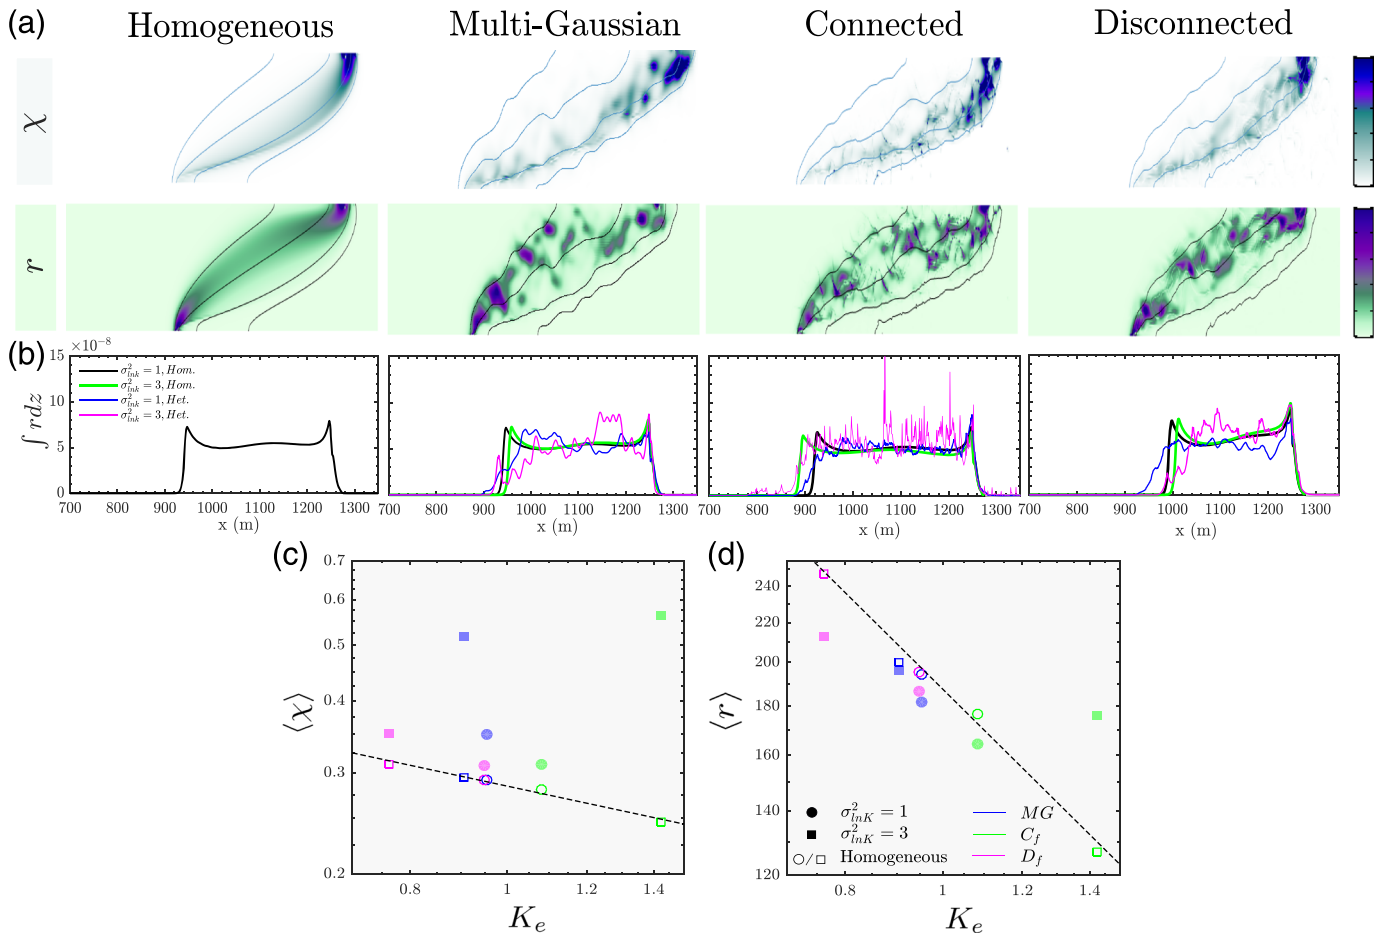 (a)
Homogeneous Multi-Gaussian Connected Disconnected
χ
r
(b)
×10⁻⁸
15
10
5
0
∫ rdz
σ²lnk = 1, Hom.
σ²lnk = 3, Hom.
σ²lnk = 1, Het.
σ²lnk = 3, Het.
700 800 900 1000 1100 1200 1300
x (m)
700 800 900 1000 1100 1200 1300
x (m)
700 800 900 1000 1100 1200 1300
x (m)
700 800 900 1000 1100 1200 1300
x (m)
(c)
0.7
0.6
0.5
0.4
0.3
0.2
⟨χ⟩
0.8 1 1.2 1.4
Kₑ
(d)
240
220
200
180
160
140
120
⟨r⟩
σ²lnK = 1
σ²lnK = 3
/ Homogeneous
MG
C_f
D_f
0.8 1 1.2 1.4
Kₑ